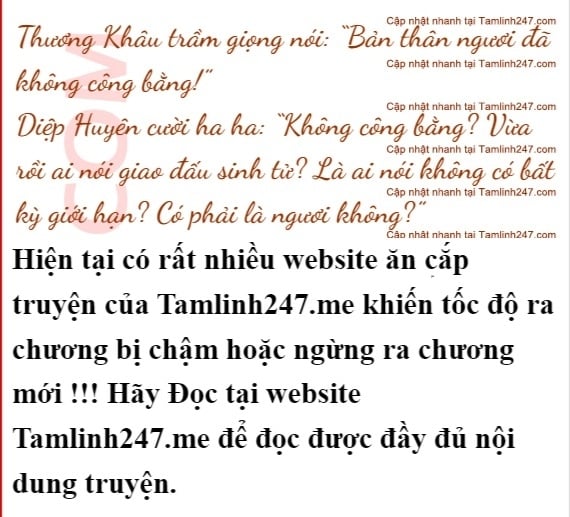 Cập nhật nhanh tại Tamlinh247.com
Thương Khâu trầm giọng nói: “Bản thân ngươi đã
Cập nhật nhanh tại Tamlinh247.com
không công bằng!”
Cập nhật nhanh tại Tamlinh247.com
Diệp Huyên cười ha ha: “Không công bằng? Vừa
Cập nhật nhanh tại Tamlinh247.com
rồi ai nói giao đấu sinh tử? Là ai nói không có bất
Cập nhật nhanh tại Tamlinh247.com
kỳ giới hạn? Có phải là ngươi không?”
Cập nhật nhanh tại Tamlinh247.com
COM
Hiện tại có rất nhiều website ăn cắp
truyện của Tamlinh247.me khiến tốc độ ra
chương bị chậm hoặc ngừng ra chương
mới !!! Hãy Đọc tại website
Tamlinh247.me để đọc được đầy đủ nội
dung truyện.